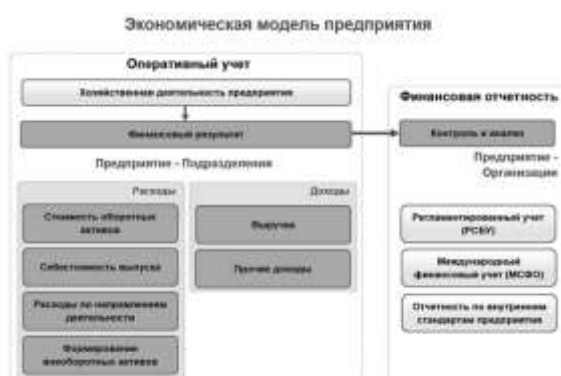 Экономическая модель предприятия
Оперативный учет
Хозяйственная деятельность предприятия
Финансовый результат
Предприятие - Подразделения
Расходы
Стоимость оборотных
активов
Себестоимость выпуска
Расходы по направлениям
деятельности
Формирование
внеоборотных активов
Доходы
Выручка
Прочие доходы
Финансовая отчетность
Контроль и анализ
Предприятие -
Организации
Регламентированный учет
(РСБУ)
Международный
финансовый учет (МСФО)
Отчетность по внутренним
стандартам предприятия